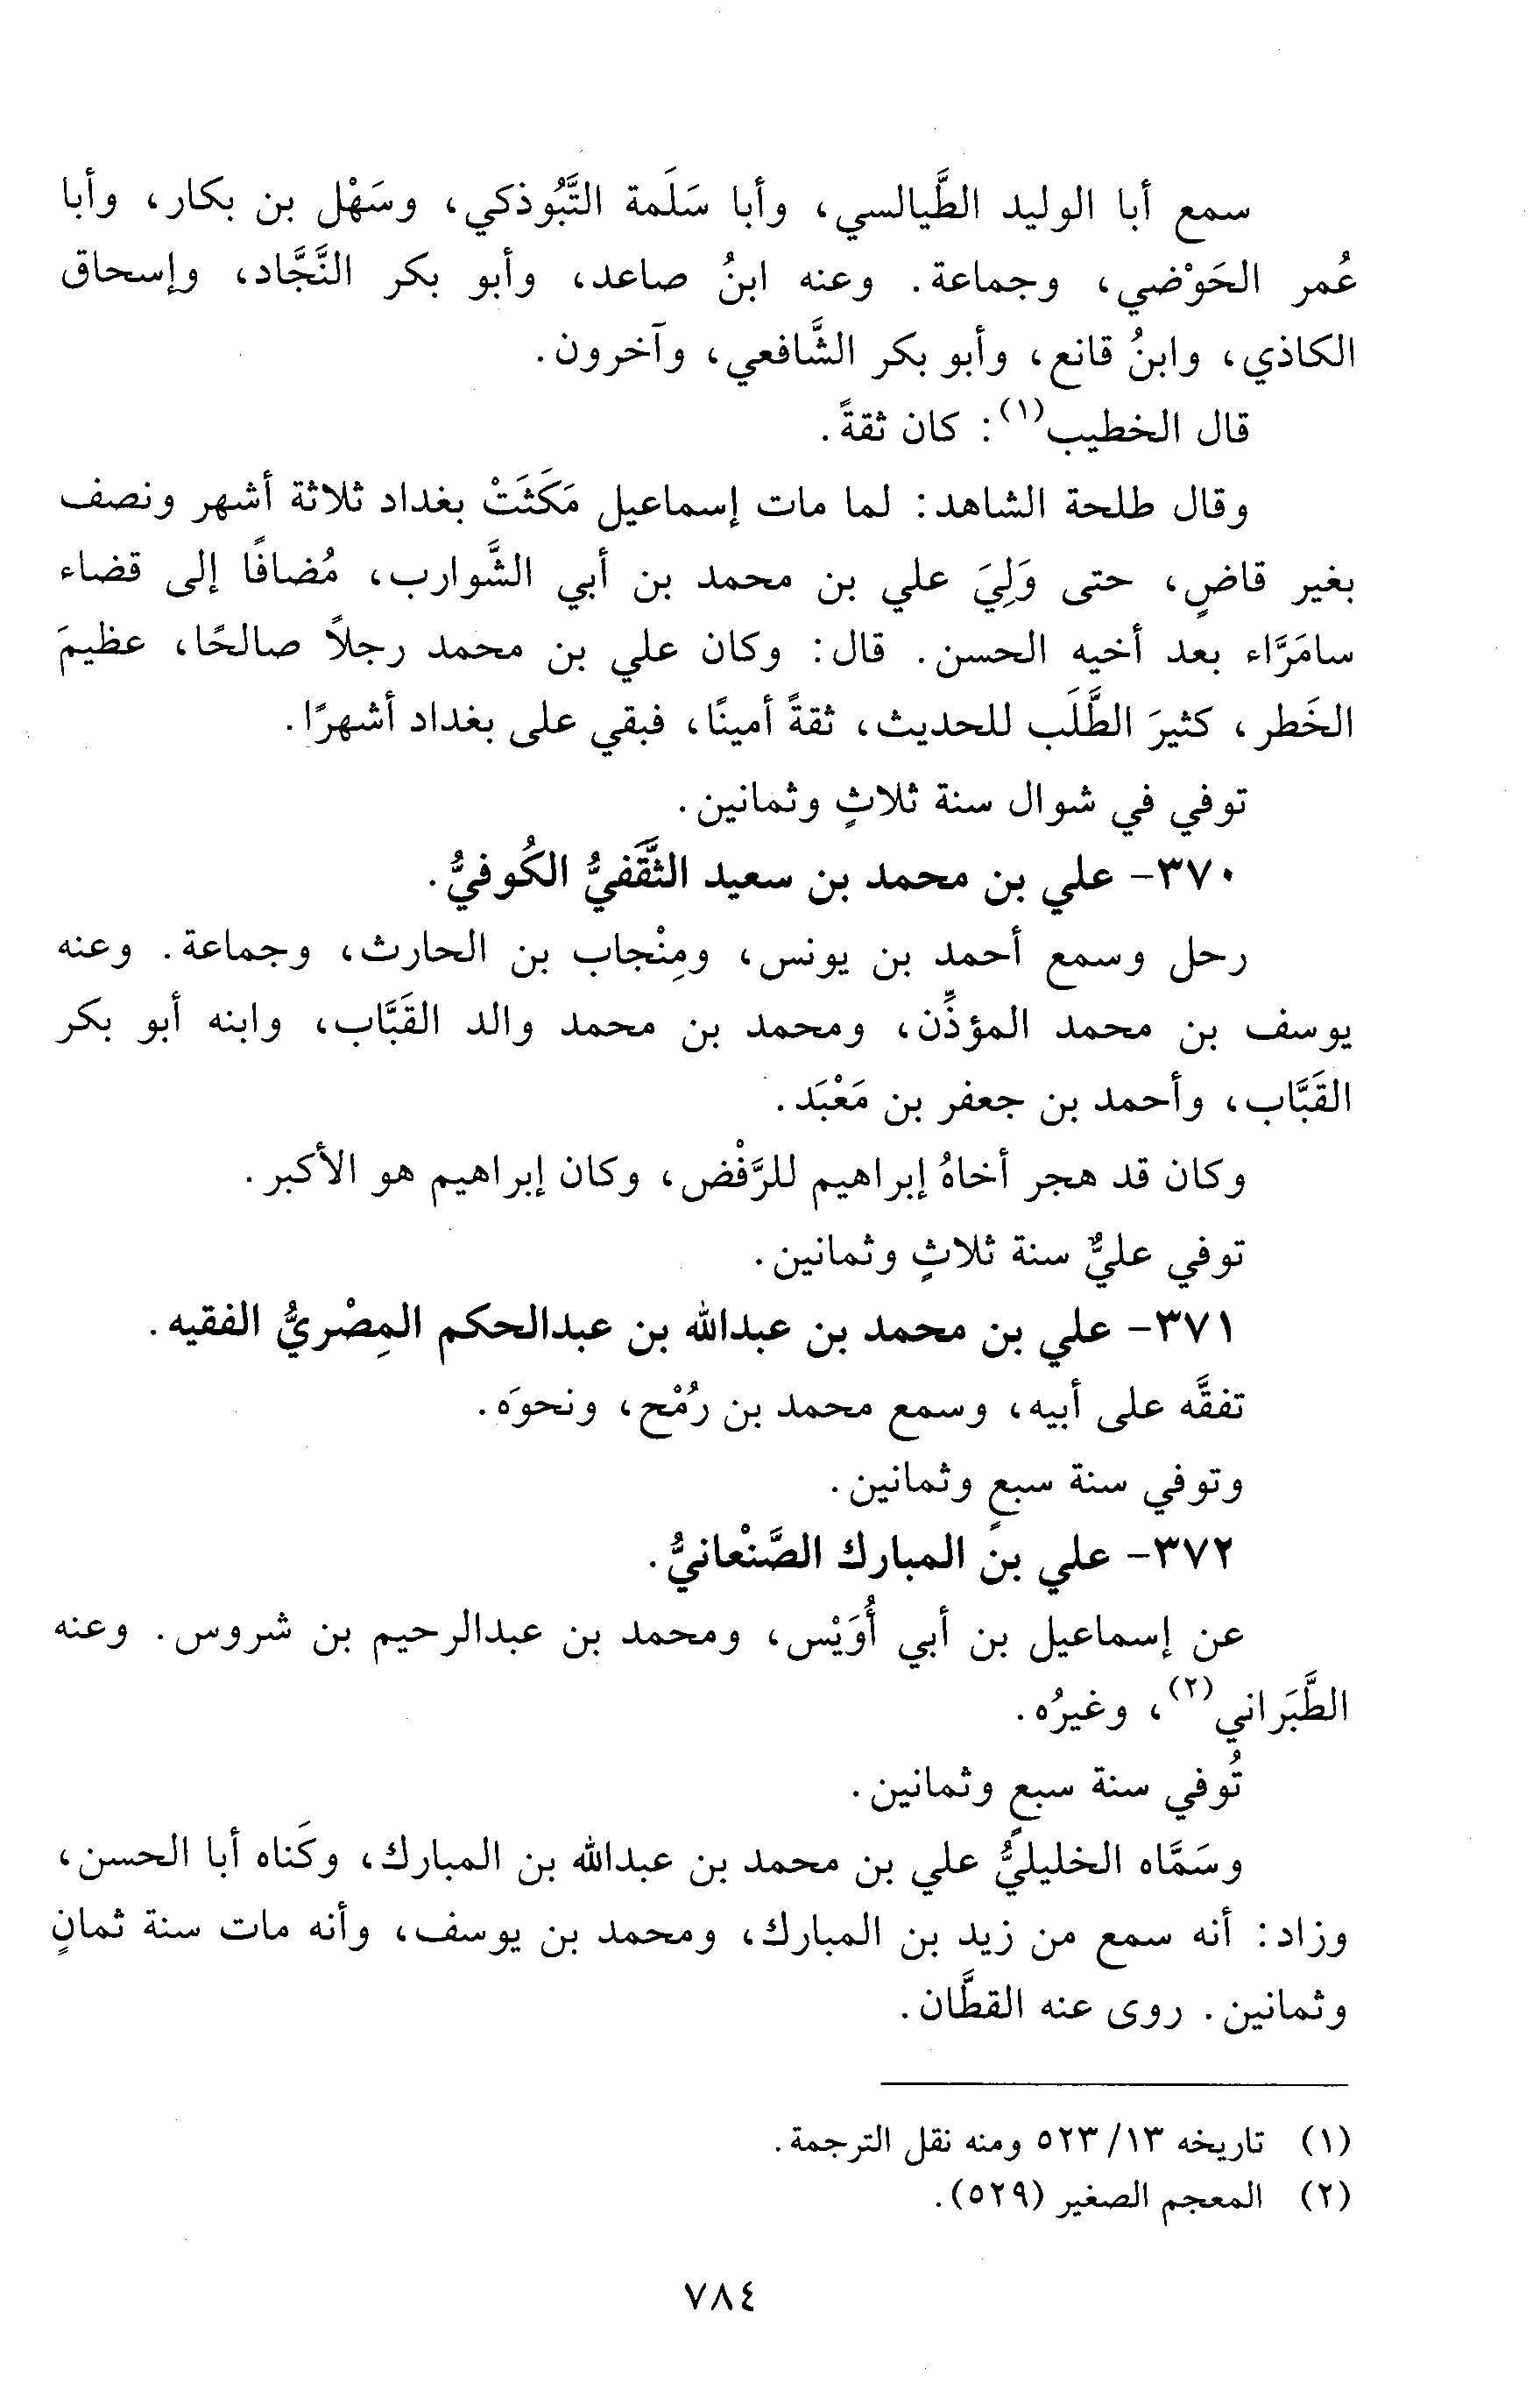 سمع أبا الوليد الطَّيالسي، وأبا سَلَمة التَّبُوذكي، وسَهْل بن بكار، وأبا
عُمر الحَوْضي، وجماعة. وعنه ابنُ صاعد، وأبو بكر النَّجَّاد، وإسحاق
الكاذي، وابنُ قانع، وأبو بكر الشَّافعي، وآخرون.
قال الخطيب(١): كان ثقةً.
وقال طلحة الشاهد: لما مات إسماعيل مَكَثَتْ بغداد ثلاثة أشهر ونصف
بغير قاضٍ، حتى وَلِيَ علي بن محمد بن أبي الشَّوارب، مُضافًا إلى قضاء
سامَرَّاء بعد أخيه الحسن. قال: وكان علي بن محمد رجلاً صالحًا، عظيمَ
الخَطر، كثيرَ الطَّلَب للحديث، ثقةً أمينًا، فبقي على بغداد أشهرًا.
توفي في شوال سنة ثلاثٍ وثمانين.
٣٧٠- علي بن محمد بن سعيد الثَّقَفيُّ الكُوفيُّ.
رحل وسمع أحمد بن يونس، ومِنْجاب بن الحارث، وجماعة. وعنه
يوسف بن محمد المؤذِّن، ومحمد بن محمد والد القَبَّاب، وابنه أبو بكر
القَبَّاب، وأحمد بن جعفر بن مَعْبَد.
وكان قد هجر أخاهُ إبراهيم للرَّفْض، وكان إبراهيم هو الأكبر.
توفي عليٌّ سنة ثلاثٍ وثمانين.
٣٧١- علي بن محمد بن عبدالله بن عبدالحكم المِصْريُّ الفقيه.
تفقَّه على أبيه، وسمع محمد بن رُمْح، ونحوَه.
وتوفي سنة سبعٍ وثمانين.
٣٧٢- علي بن المبارك الصَّنْعانيُّ.
عن إسماعيل بن أبي أُوَيْس، ومحمد بن عبدالرحيم بن شروس. وعنه
الطَّبَراني(٢)، وغيرُه.
تُوفي سنة سبعٍ وثمانين.
وسَمَّاه الخليليُّ علي بن محمد بن عبدالله بن المبارك، وكَناه أبا الحسن،
وزاد: أنه سمع من زيد بن المبارك، ومحمد بن يوسف، وأنه مات سنة ثمانٍ
وثمانين. روى عنه القطَّان.
(١) تاريخه ١٣/ ٥٢٣ ومنه نقل الترجمة.
(٢) المعجم الصغير (٥٢٩).
٧٨٤